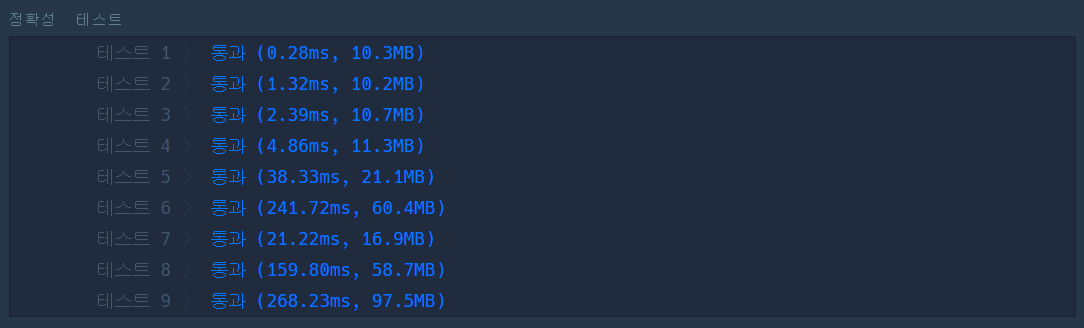 정확성 테스트
테스트 1 〉 통과 (0.28ms, 10.3MB)
테스트 2 〉 통과 (1.32ms, 10.2MB)
테스트 3 〉 통과 (2.39ms, 10.7MB)
테스트 4 〉 통과 (4.86ms, 11.3MB)
테스트 5 〉 통과 (38.33ms, 21.1MB)
테스트 6 〉 통과 (241.72ms, 60.4MB)
테스트 7 〉 통과 (21.22ms, 16.9MB)
테스트 8 〉 통과 (159.80ms, 58.7MB)
테스트 9 〉 통과 (268.23ms, 97.5MB)